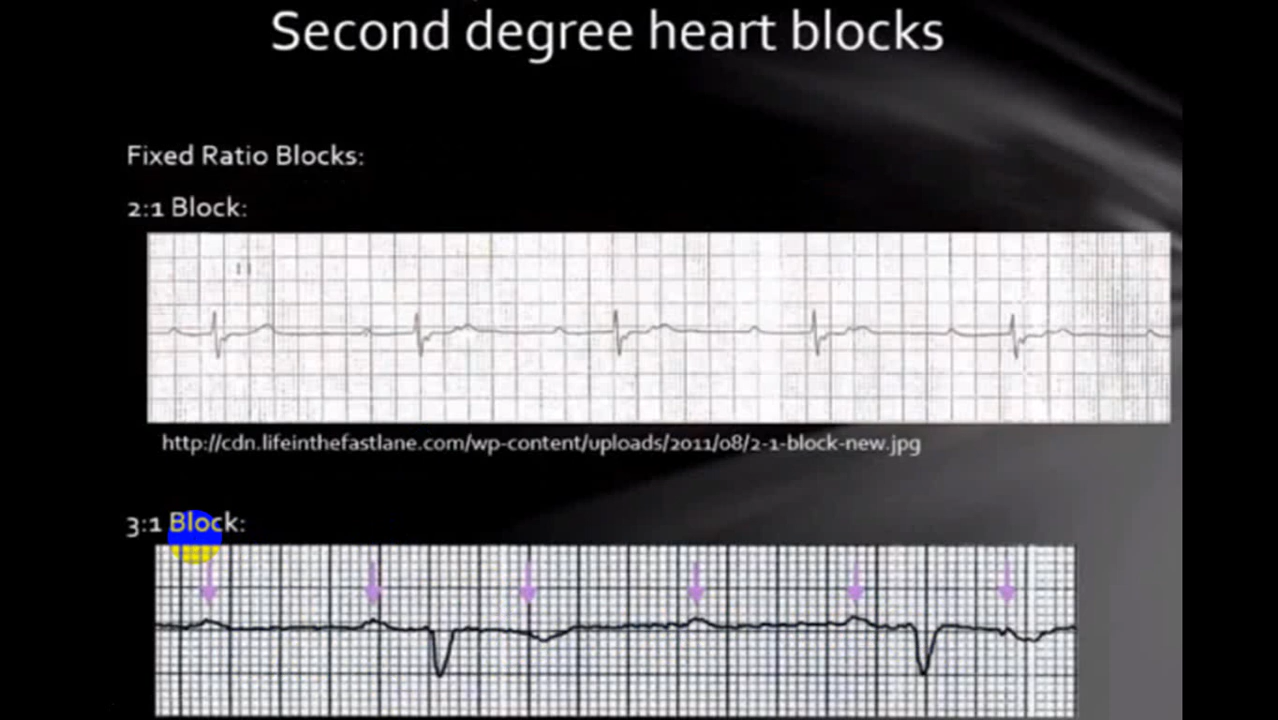 Second degree heart blocks
Fixed Ratio Blocks:
2:1 Block:
II
http://cdn.lifeinthefastlane.com/wp-content/uploads/2011/08/2-1-block-new.jpg
3:1 Block: